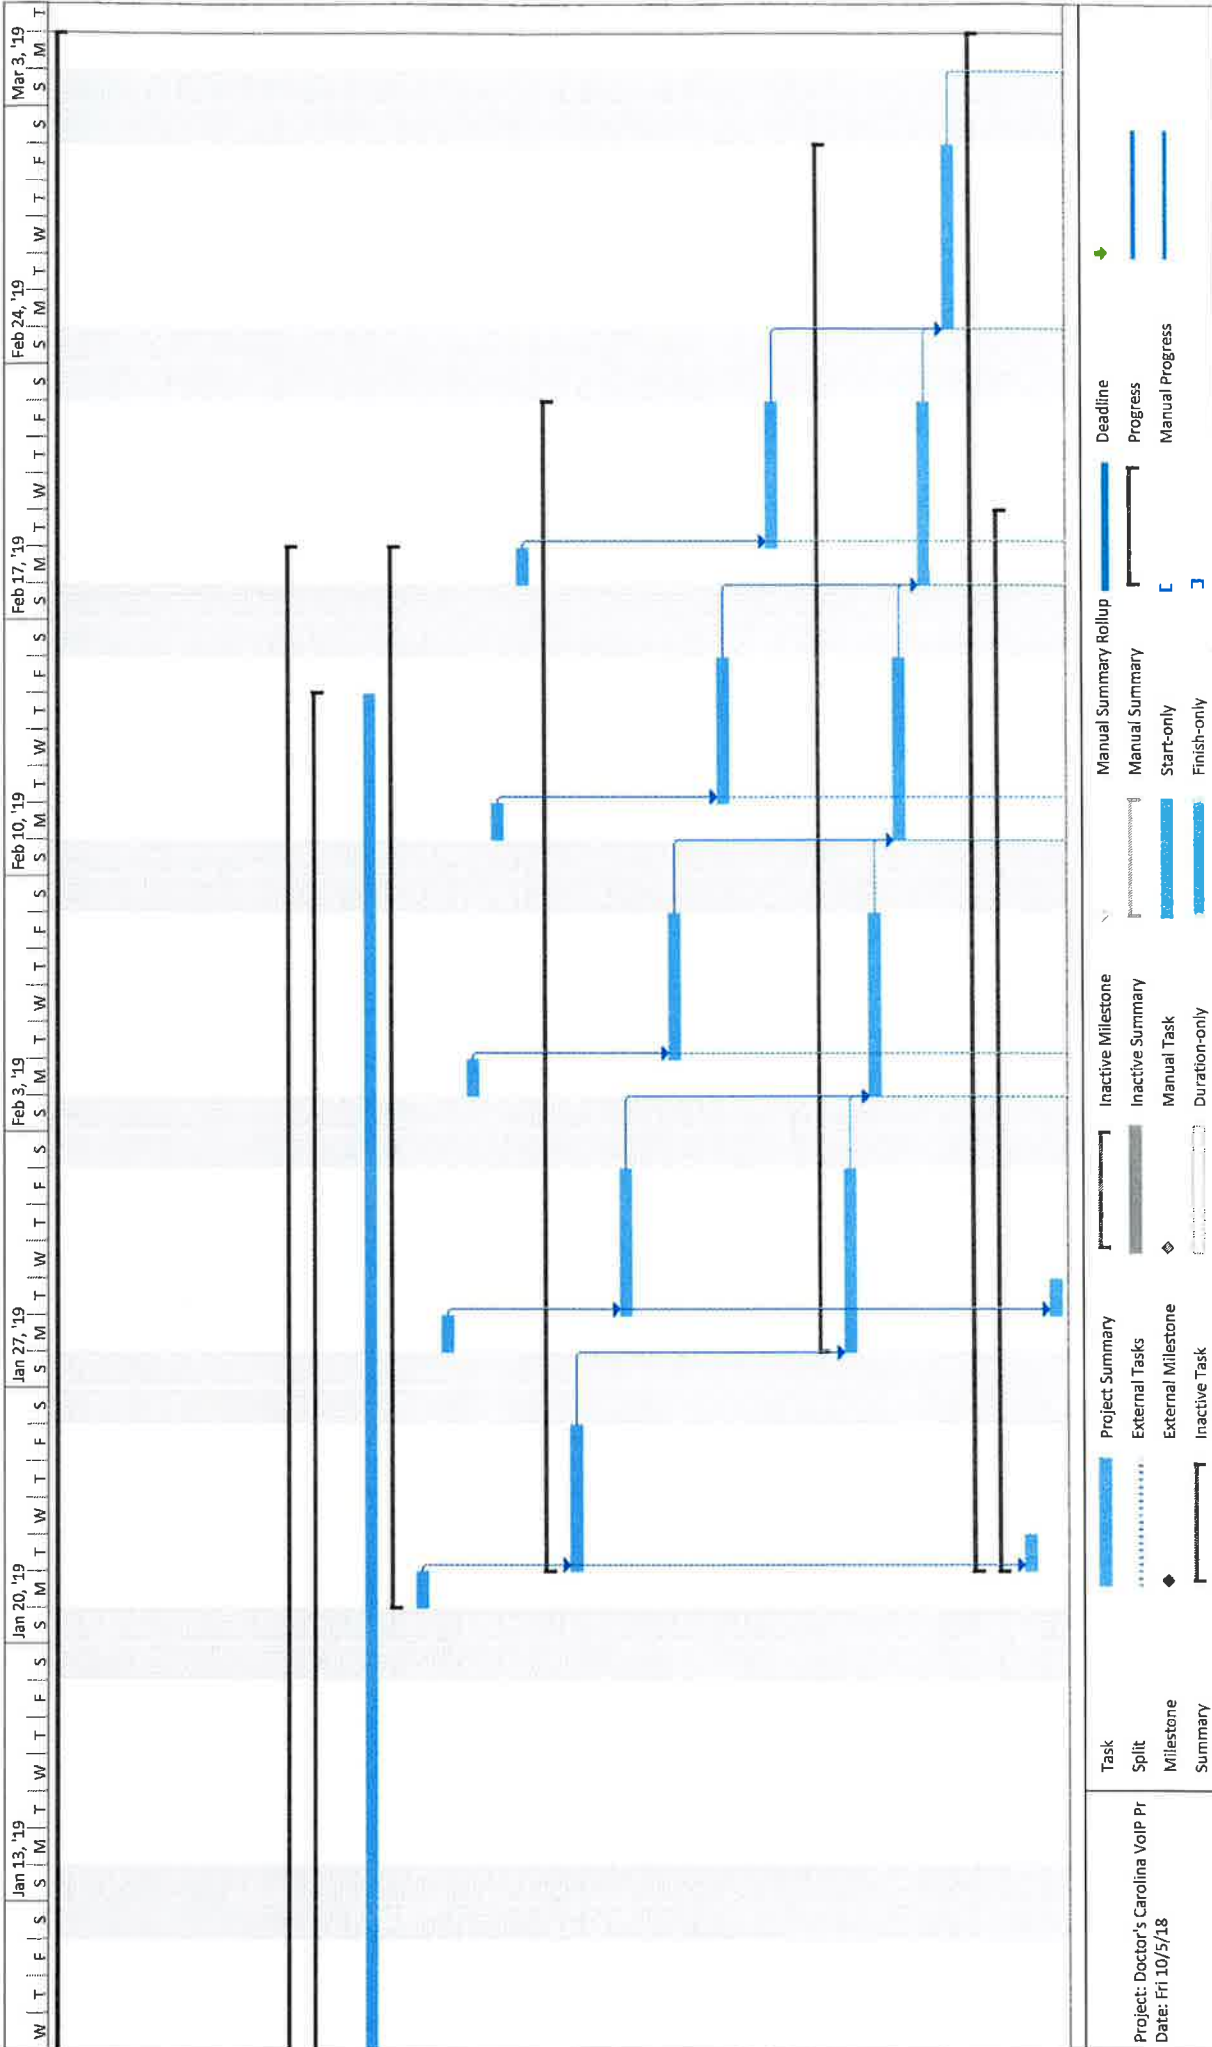 Jan 13, '19 Jan 20, '19 Jan 27, '19 Feb 3, '19 Feb 10, '19 Feb 17, '19 Feb 24, '19 Mar 3, '19
W T F S S M T W T F S S M T W T F S S M T W T F S S M T W T F S S M T W T F S S M T W T F S S M T W T F S S M T
Project: Doctor's Carolina VoIP Pr
Date: Fri 10/5/18
Task Project Summary Inactive Milestone Manual Summary Rollup Deadline
Split External Tasks Inactive Summary Manual Summary Progress
Milestone External Milestone Manual Task Start-only Manual Progress
Summary Inactive Task Duration-only Finish-only